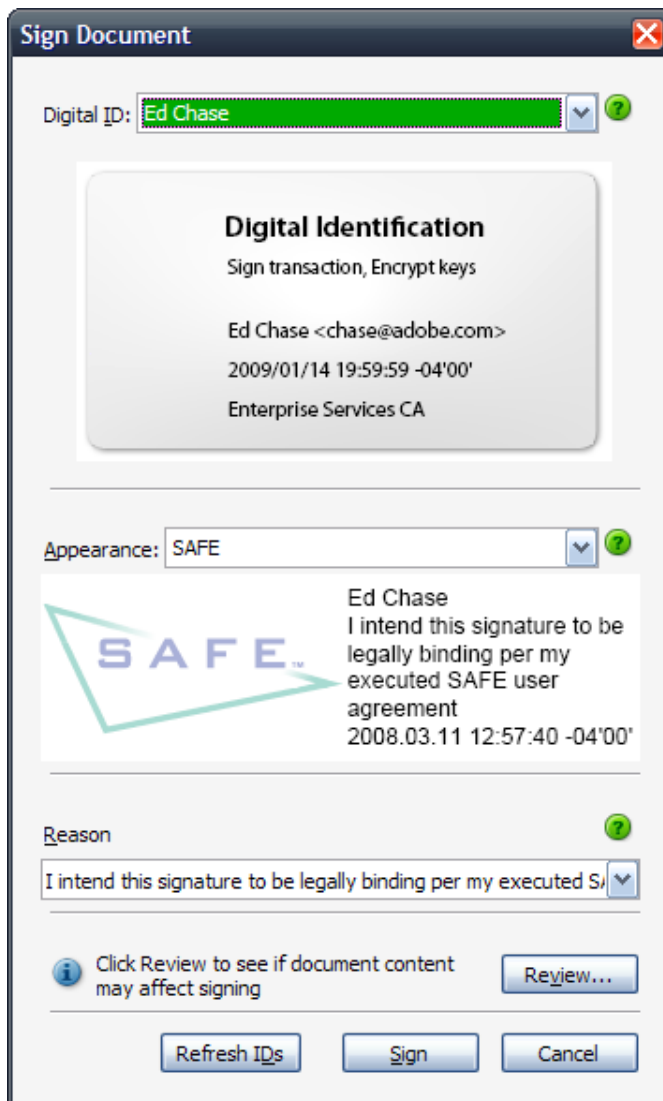 Sign Document
Digital ID: Ed Chase
Digital Identification
Sign transaction, Encrypt keys
Ed Chase <chase@adobe.com>
2009/01/14 19:59:59 -04'00'
Enterprise Services CA
Appearance: SAFE
SAFE™
Ed Chase
I intend this signature to be
legally binding per my
executed SAFE user
agreement
2008.03.11 12:57:40 -04'00'
Reason
I intend this signature to be legally binding per my executed SA
Click Review to see if document content
may affect signing
Review...
Refresh IDs Sign Cancel